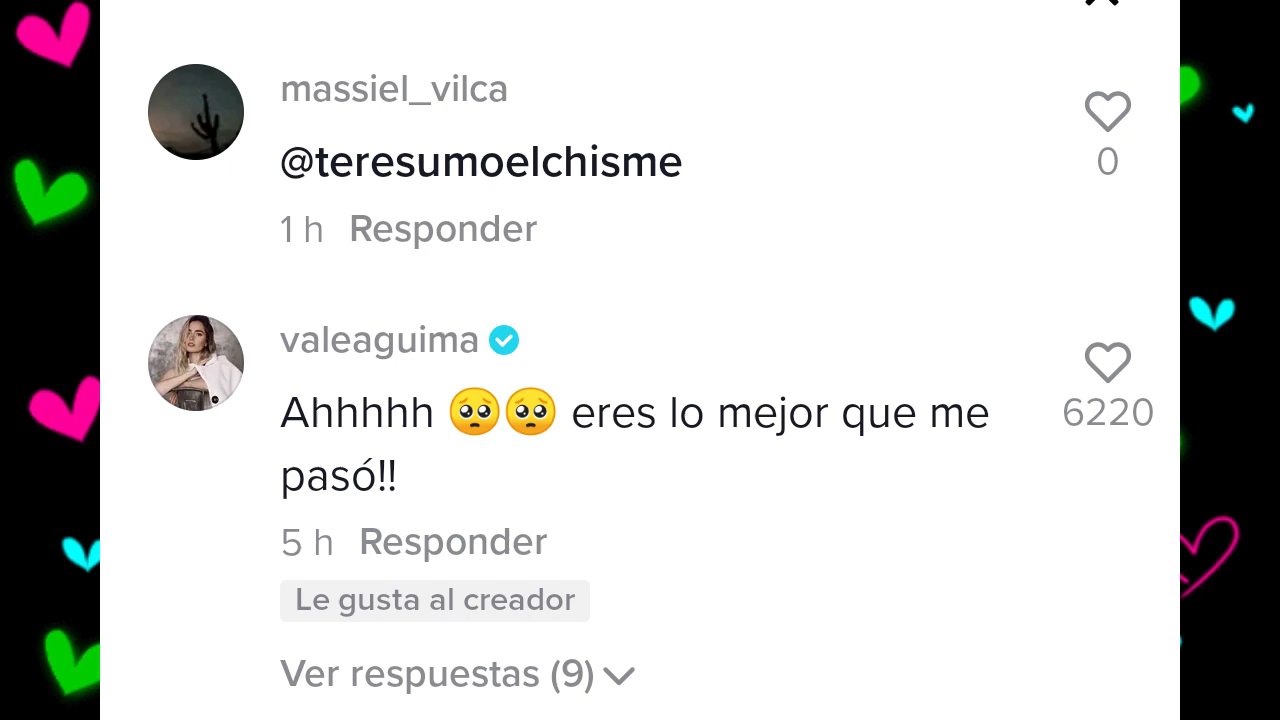 massiel_vilca
@teresumoelchisme
0
1 h Responder
valeaguima
Ahhhhh 🥺🥺 eres lo mejor que me
pasó!!
6220
5 h Responder
Le gusta al creador
Ver respuestas (9)